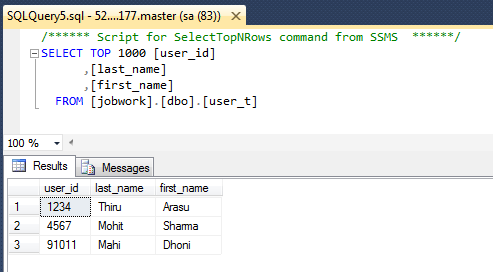 SQLQuery5.sql - 52....177.master (sa (83))
/****** Script for SelectTopNRows command from SSMS ******/
SELECT TOP 1000 [user_id]
,[last_name]
,[first_name]
FROM [jobwork].[dbo].[user_t]
100 %
Results Messages
user_id last_name first_name
1 1234 Thiru Arasu
2 4567 Mohit Sharma
3 91011 Mahi Dhoni